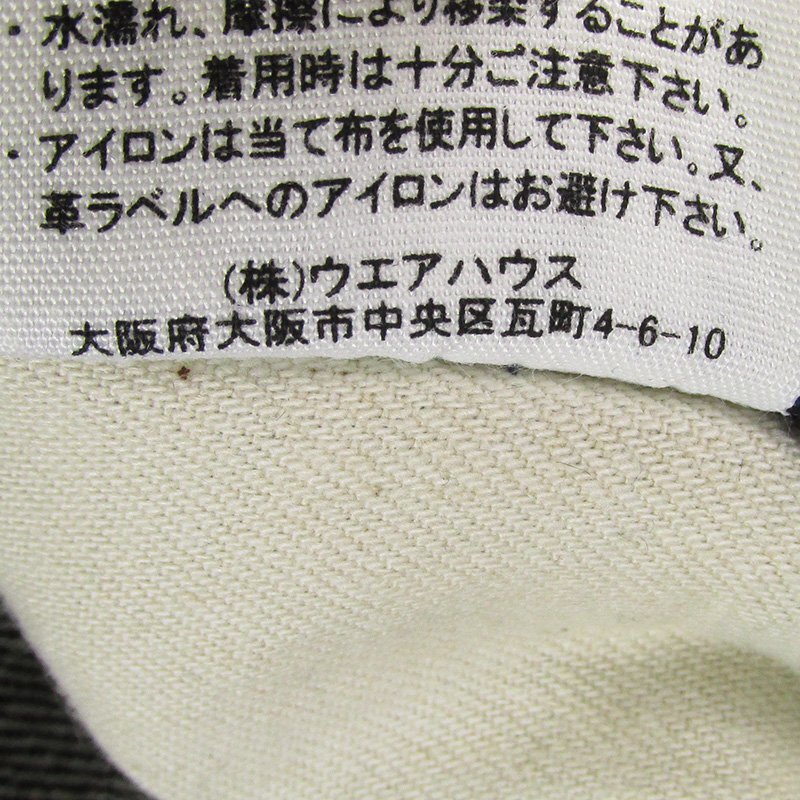 ・水濡れ、摩擦により移染することがあ
ります。着用時は十分ご注意下さい。
・アイロンは当て布を使用して下さい。又、
革ラベルへのアイロンはお避け下さい。
(株)ウエアハウス
大阪府大阪市中央区瓦町4-6-10